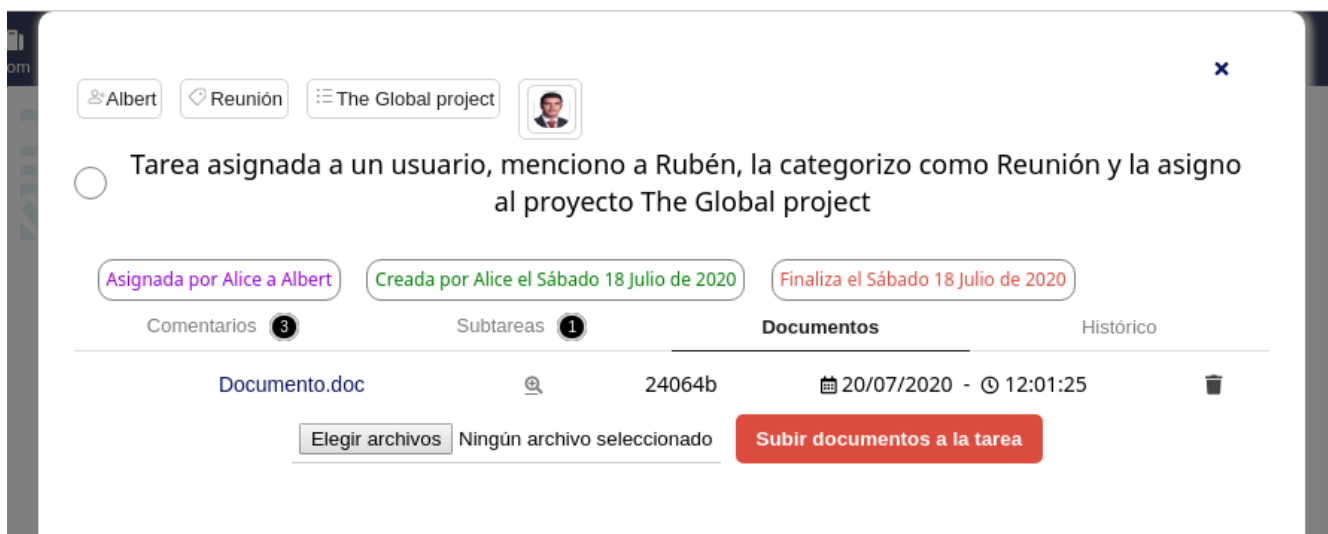 om
Albert Reunión The Global project
Tarea asignada a un usuario, menciono a Rubén, la categorizo como Reunión y la asigno
al proyecto The Global project
Asignada por Alice a Albert Creada por Alice el Sábado 18 Julio de 2020 Finaliza el Sábado 18 Julio de 2020
Comentarios 3 Subtareas 1 Documentos Histórico
Documento.doc 24064b 20/07/2020 - 12:01:25
Elegir archivos Ningún archivo seleccionado Subir documentos a la tarea